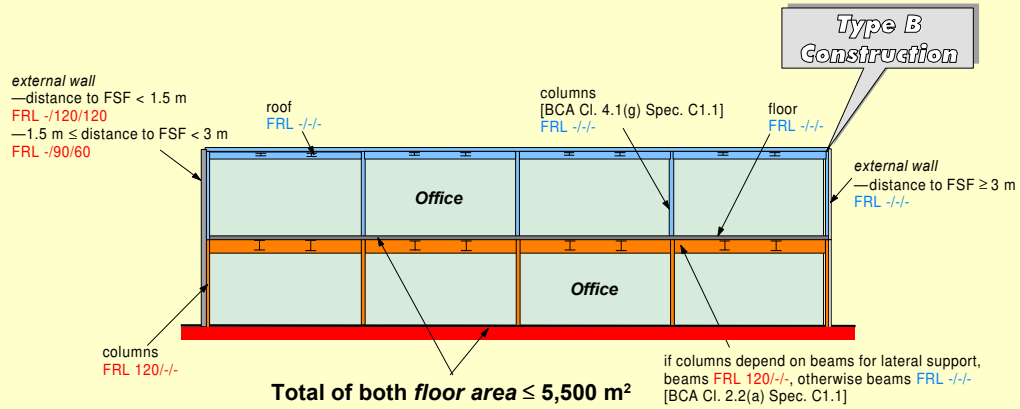 Type B
Construction
external wall
—distance to FSF < 1.5 m
FRL -/120/120
—1.5 m ≤ distance to FSF < 3 m
FRL -/90/60
roof
FRL -/-/-
columns
[BCA Cl. 4.1(g) Spec. C1.1]
FRL -/-/-
floor
FRL -/-/-
external wall
—distance to FSF ≥ 3 m
FRL -/-/-
Office
Office
columns
FRL 120/-/-
Total of both floor area ≤ 5,500 m²
if columns depend on beams for lateral support,
beams FRL 120/-/-, otherwise beams FRL -/-/-
[BCA Cl. 2.2(a) Spec. C1.1]